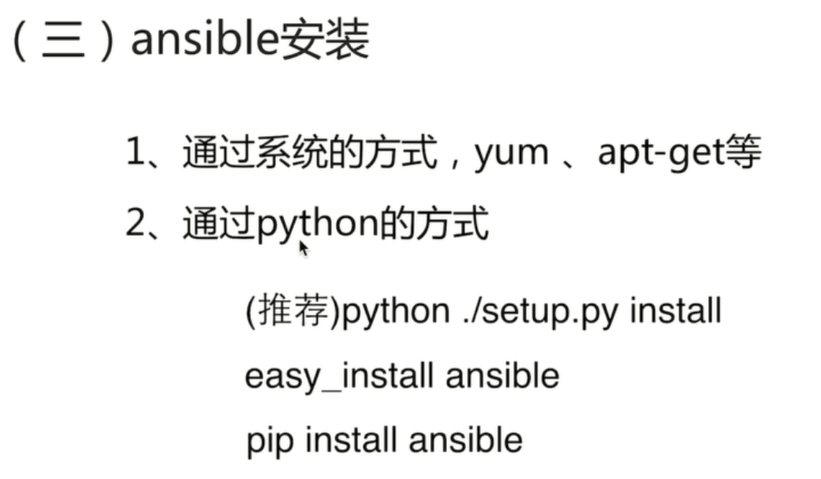 （三）ansible安装
1、通过系统的方式，yum 、apt-get等
2、通过python的方式
(推荐)python ./setup.py install
easy_install ansible
pip install ansible